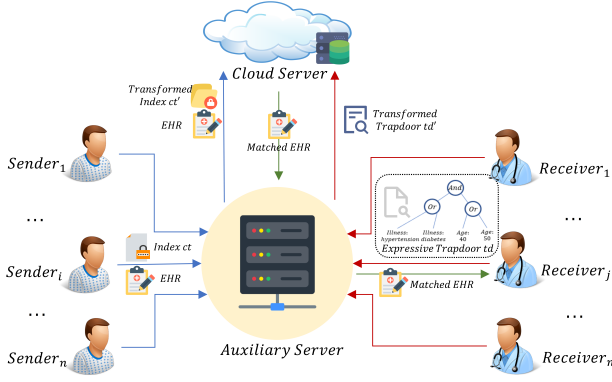 Cloud Server
Transformed
Index ct′
EHR
Matched EHR
Transformed
Trapdoor td′
Sender₁
...
Senderᵢ
...
Senderₙ
Index ct
EHR
Auxiliary Server
And
Or
Or
Illness:
hypertension
Illness:
diabetes
Age:
40
Age:
50
Expressive Trapdoor td
Matched EHR
Receiver₁
...
Receiverⱼ
...
Receiverₙ